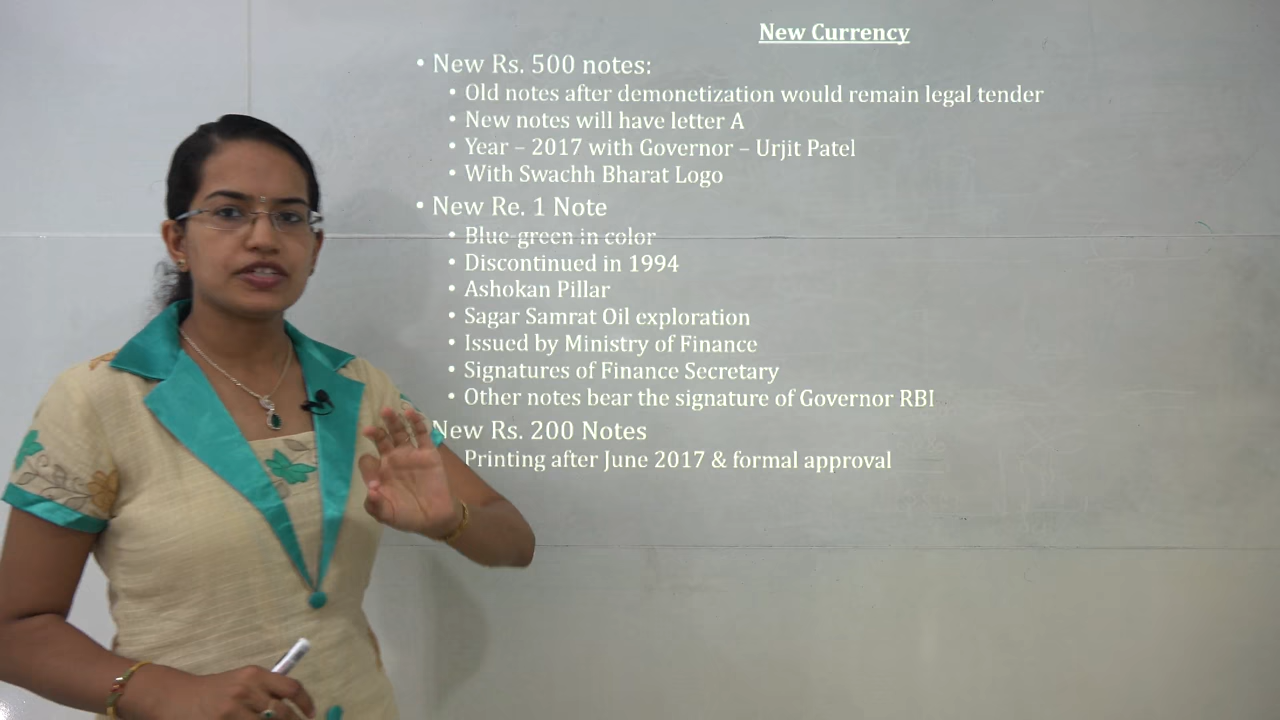 New Currency
• New Rs. 500 notes:
• Old notes after demonetization would remain legal tender
• New notes will have letter A
• Year – 2017 with Governor – Urjit Patel
• With Swachh Bharat Logo
• New Re. 1 Note
• Blue-green in color
• Discontinued in 1994
• Ashokan Pillar
• Sagar Samrat Oil exploration
• Issued by Ministry of Finance
• Signatures of Finance Secretary
• Other notes bear the signature of Governor RBI
New Rs. 200 Notes
Printing after June 2017 & formal approval